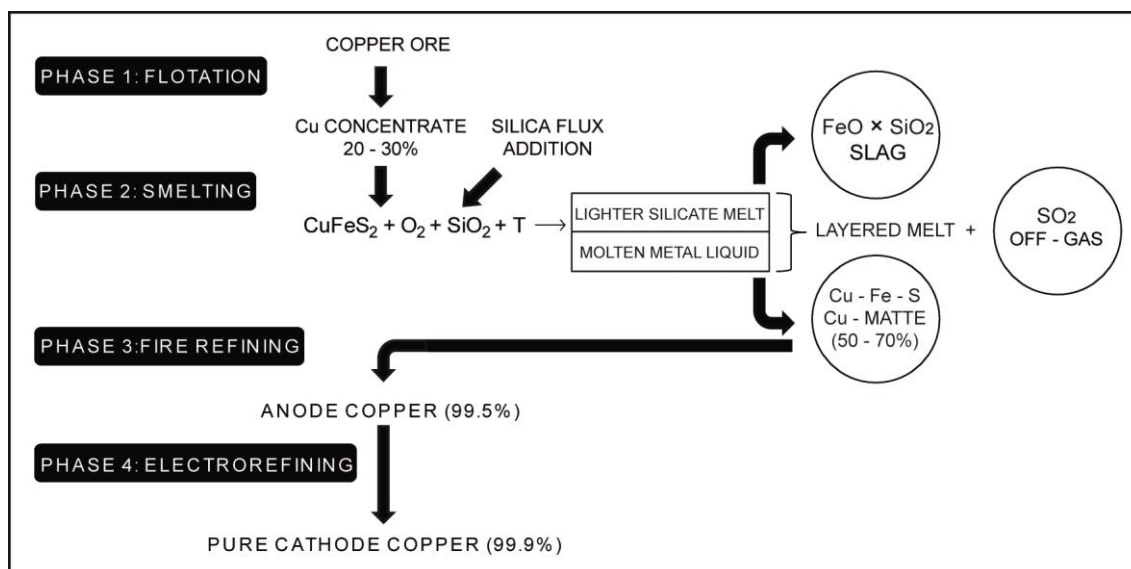 COPPER ORE
PHASE 1: FLOTATION
Cu CONCENTRATE
20 - 30%
SILICA FLUX
ADDITION
FeO × SiO₂
SLAG
PHASE 2: SMELTING
CuFeS₂ + O₂ + SiO₂ + T →
LIGHTER SILICATE MELT
MOLTEN METAL LIQUID
LAYERED MELT +
SO₂
OFF - GAS
Cu - Fe - S
Cu - MATTE
(50 - 70%)
PHASE 3:FIRE REFINING
ANODE COPPER (99.5%)
PHASE 4: ELECTROREFINING
PURE CATHODE COPPER (99.9%)